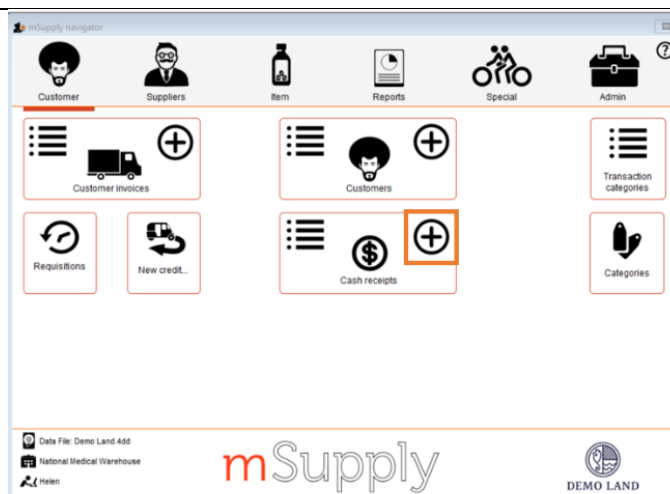 mSupply navigator
Customer
Suppliers
Item
Reports
Special
Admin
?
Customer invoices
Customers
Transaction
categories
Requisitions
New credit...
$
Cash receipts
Categories
Data File: Demo Land.4dd
National Medical Warehouse
Helen
mSupply
DEMO LAND